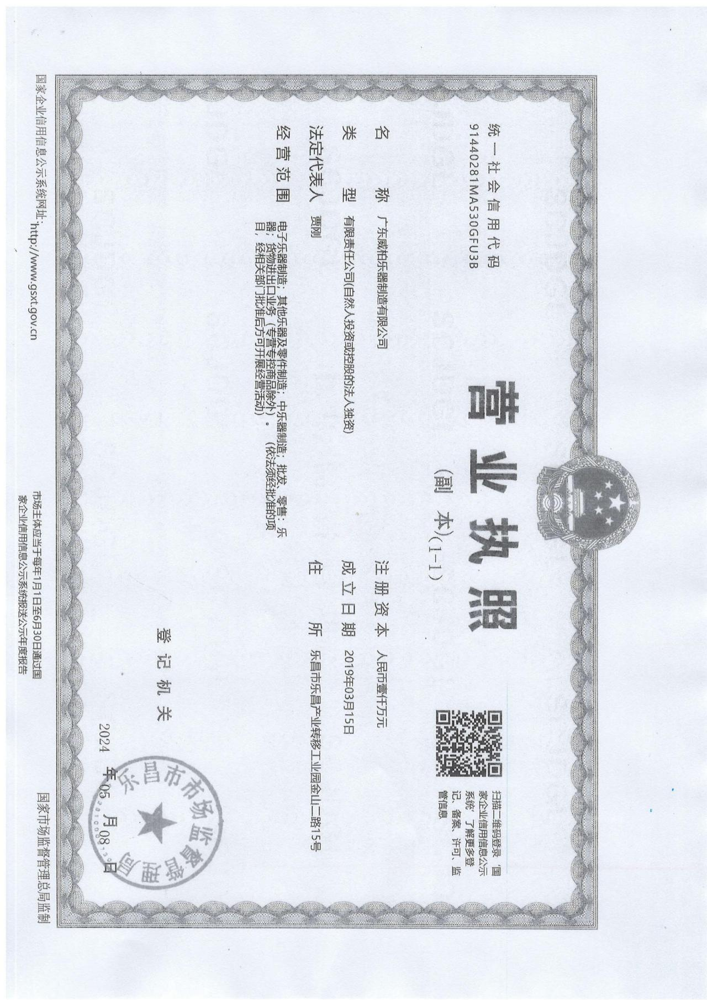 统一社会信用代码
91440281MA530GFU3B
营业执照
(副 本)(1-1)
扫描二维码登录‘国
家企业信用信息公示
系统’了解更多登
记、备案、许可、监
管信息
名 称 广东威柏乐器制造有限公司
类 型 有限责任公司(自然人投资或控股的法人独资)
法定代表人 贾刚
经营范围 电子乐器制造；其他乐器及零件制造；中乐器制造；批发、零售：乐
器；货物进出口业务（专营专控商品除外）。（依法须经批准的项
目，经相关部门批准后方可开展经营活动）
注册资本 人民币壹仟万元
成立日期 2019年03月15日
住 所 乐昌市乐昌产业转移工业园金山二路15号
登记机关
乐昌市市场监督管理局
2024 年 05 月 08 日
国家企业信用信息公示系统网址：http://www.gsxt.gov.cn
市场主体应当于每年1月1日至6月30日通过国
家企业信用信息公示系统报送公示年度报告
国家市场监督管理总局监制